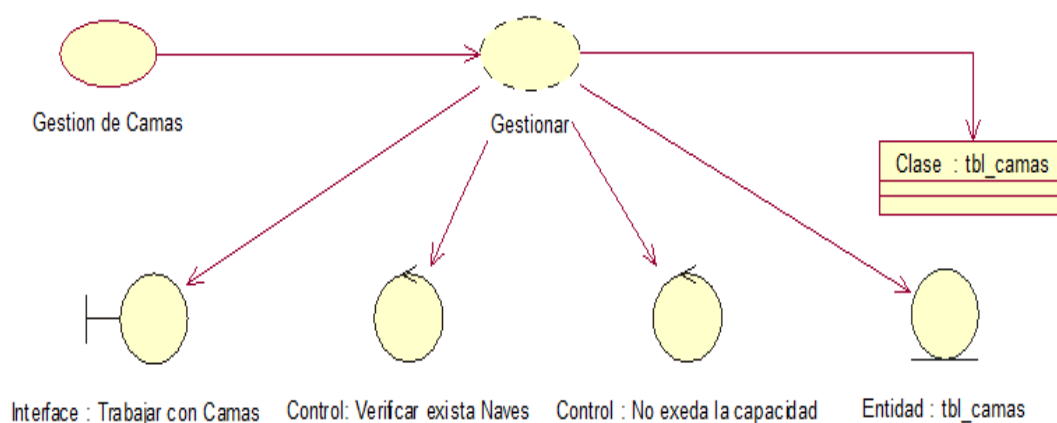 Gestion de Camas
Gestionar
Clase : tbl_camas
Interface : Trabajar con Camas
Control: Verificar exista Naves
Control : No exeda la capacidad
Entidad : tbl_camas